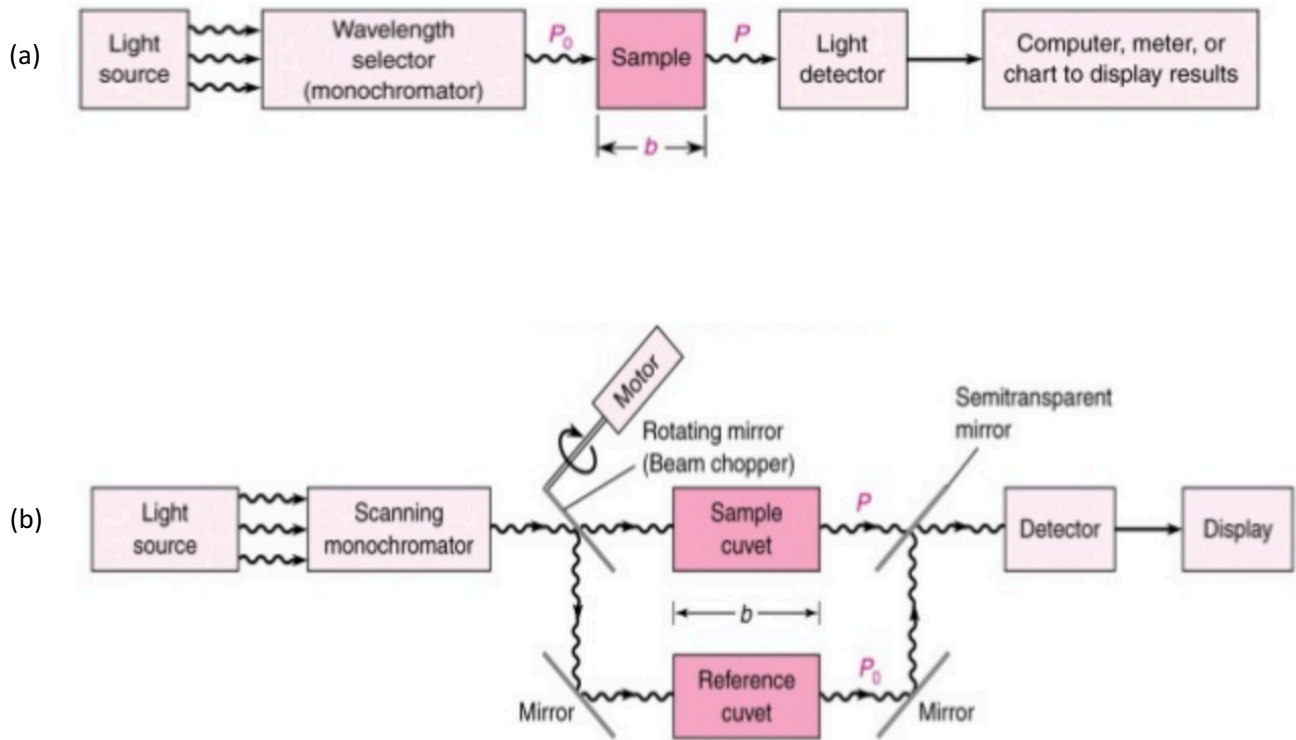 (a)
Light
source
Wavelength
selector
(monochromator)
P₀
Sample
P
Light
detector
Computer, meter, or
chart to display results
b
(b)
Motor
Rotating mirror
(Beam chopper)
Semitransparent
mirror
Light
source
Scanning
monochromator
Sample
cuvet
P
Detector
Display
b
Mirror
Reference
cuvet
P₀
Mirror